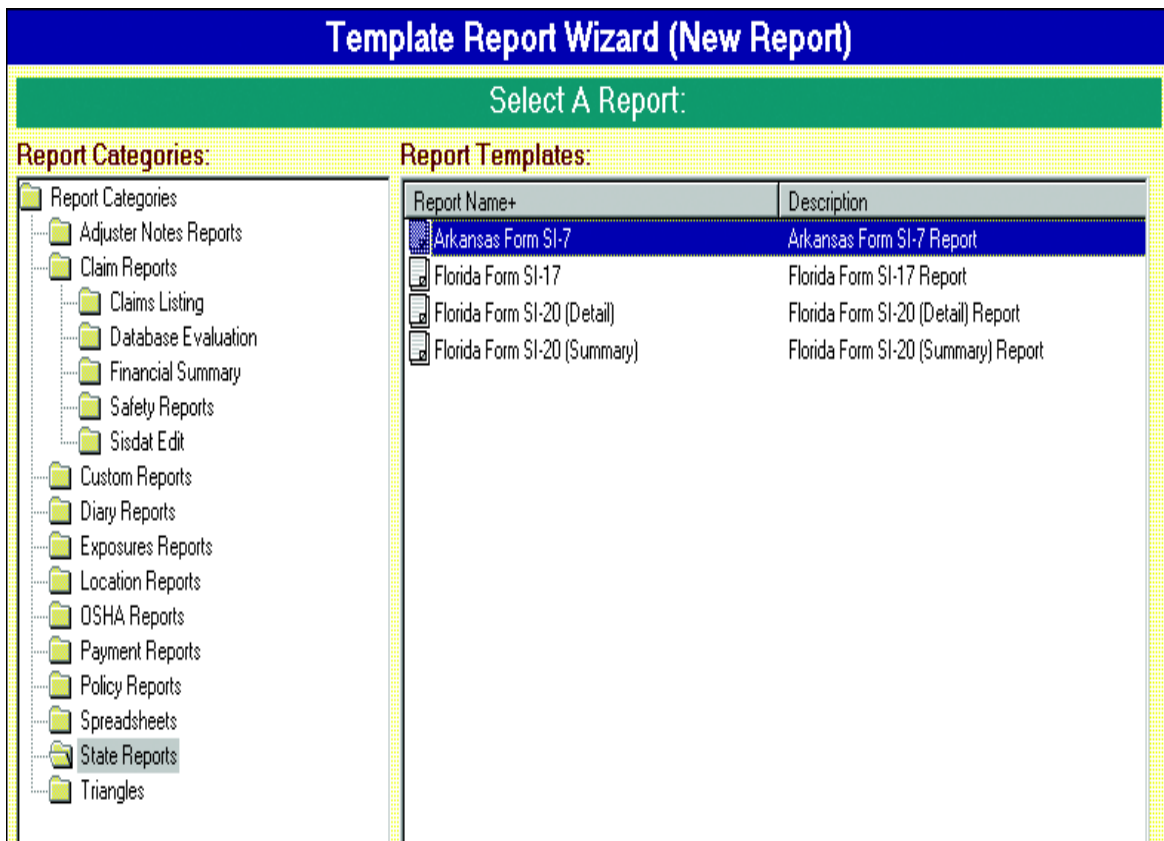 Template Report Wizard (New Report)
Select A Report:
Report Categories:
Report Categories
Adjuster Notes Reports
Claim Reports
Claims Listing
Database Evaluation
Financial Summary
Safety Reports
Sisdat Edit
Custom Reports
Diary Reports
Exposures Reports
Location Reports
OSHA Reports
Payment Reports
Policy Reports
Spreadsheets
State Reports
Triangles
Report Templates:
Report Name+ Description
Arkansas Form SI-7 Arkansas Form SI-7 Report
Florida Form SI-17 Florida Form SI-17 Report
Florida Form SI-20 (Detail) Florida Form SI-20 (Detail) Report
Florida Form SI-20 (Summary) Florida Form SI-20 (Summary) Report